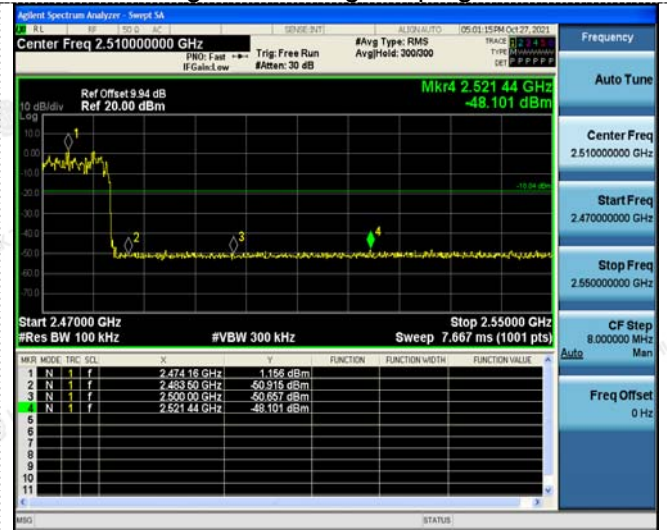 Agilent Spectrum Analyzer - Swept SA
RL RF 50 Ω AC SENSE:INT ALIGNAUTO 05:01:15PM Oct 27, 2021
Center Freq 2.510000000 GHz
PNO: Fast
IFGain:Low
Trig: Free Run
#Atten: 30 dB
#Avg Type: RMS
Avg|Hold: 300/300
TRACE 1 2 3 4 5 6
TYPE
DET P P P P P P
Frequency
Auto Tune
Ref Offset 9.94 dB
Ref 20.00 dBm
10 dB/div
Log
Mkr4 2.521 44 GHz
-48.101 dBm
10.0
0.00
-10.0
-20.0
-40.0
-50.0
-60.0
-70.0
1
2
3
4
Center Freq
2.510000000 GHz
Start Freq
2.470000000 GHz
Stop Freq
2.550000000 GHz
CF Step
8.000000 MHz
Auto Man
Freq Offset
0 Hz
Start 2.47000 GHz
Stop 2.55000 GHz
#Res BW 100 kHz
#VBW 300 kHz
Sweep 7.667 ms (1001 pts)
MKR MODE TRC SCL X Y FUNCTION FUNCTION WIDTH FUNCTION VALUE
1 N 1 f 2.474 16 GHz 1.156 dBm
2 N 1 f 2.483 50 GHz -50.915 dBm
3 N 1 f 2.500 00 GHz -50.657 dBm
4 N 1 f 2.521 44 GHz -48.101 dBm
5
6
7
8
9
10
11
MSG STATUS